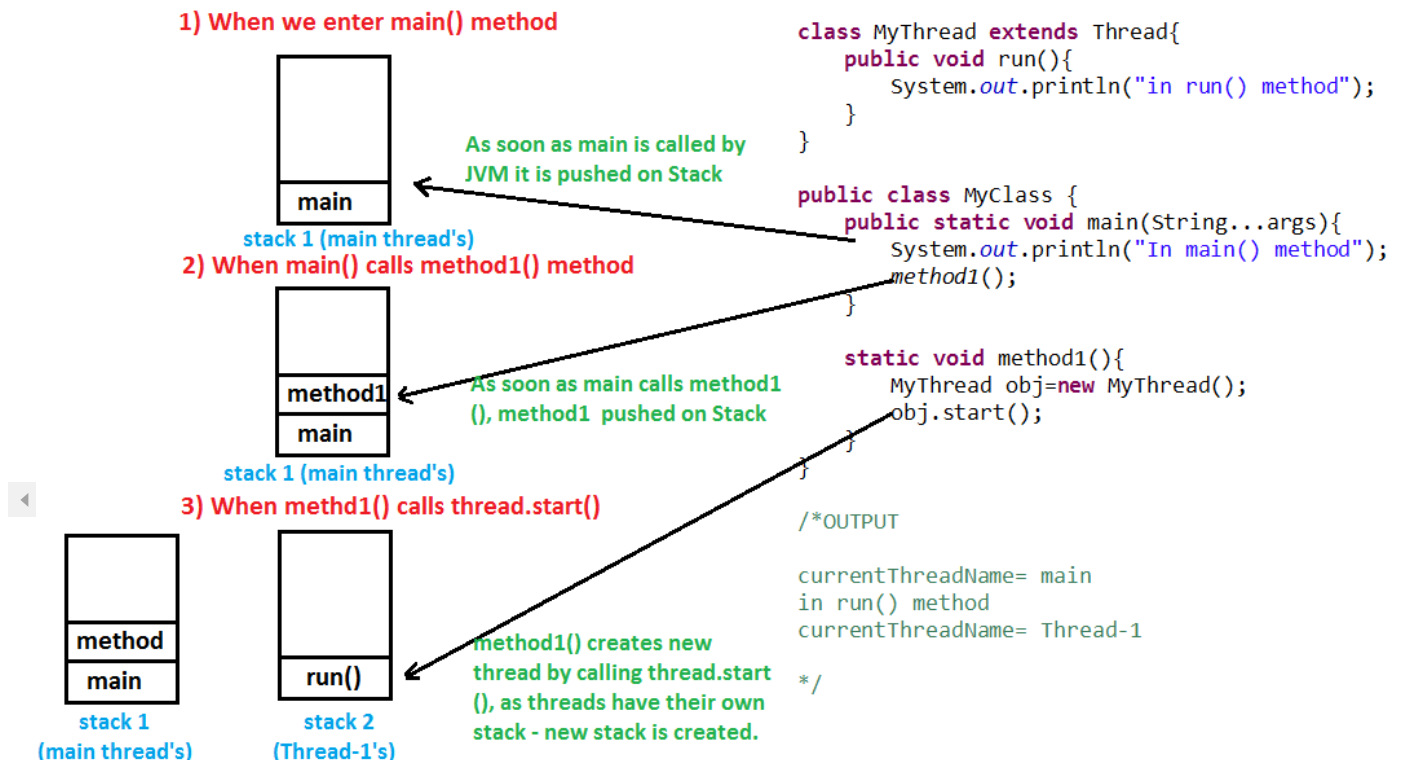 1) When we enter main() method
As soon as main is called by
JVM it is pushed on Stack
main
stack 1 (main thread's)
2) When main() calls method1() method
method1
main
As soon as main calls method1
(), method1 pushed on Stack
stack 1 (main thread's)
3) When methd1() calls thread.start()
method
main
stack 1
(main thread's)
run()
stack 2
(Thread-1's)
method1() creates new
thread by calling thread.start
(), as threads have their own
stack - new stack is created.
class MyThread extends Thread{
public void run(){
System.out.println("in run() method");
}
}
public class MyClass {
public static void main(String...args){
System.out.println("In main() method");
method1();
}
static void method1(){
MyThread obj=new MyThread();
obj.start();
}
}
/*OUTPUT
currentThreadName= main
in run() method
currentThreadName= Thread-1
*/